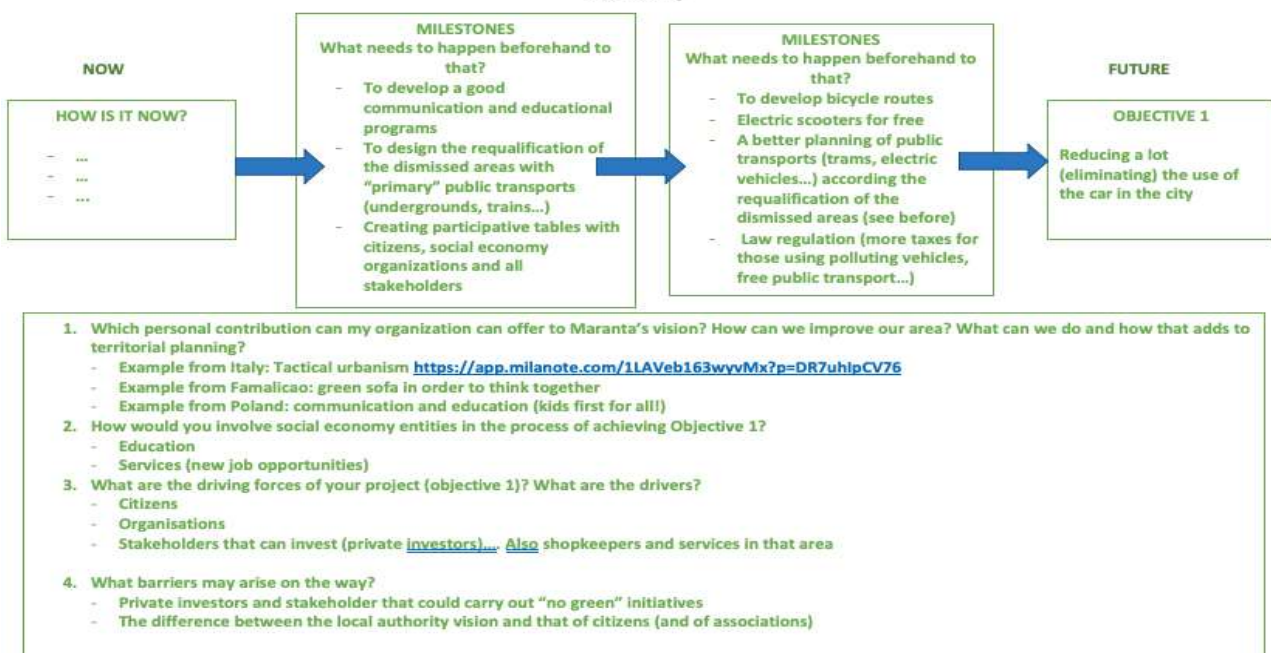 NOW
HOW IS IT NOW?
- ...
- ...
- ...
MILESTONES
What needs to happen beforehand to
that?
- To develop a good
communication and educational
programs
- To design the requalification of
the dismissed areas with
"primary" public transports
(undergrounds, trains...)
- Creating participative tables with
citizens, social economy
organizations and all
stakeholders
MILESTONES
What needs to happen beforehand to
that?
- To develop bicycle routes
- Electric scooters for free
- A better planning of public
transports (trams, electric
vehicles...) according the
requalification of the
dismissed areas (see before)
- Law regulation (more taxes for
those using polluting vehicles,
free public transport...)
FUTURE
OBJECTIVE 1
Reducing a lot
(eliminating) the use of
the car in the city
1. Which personal contribution can my organization can offer to Maranta's vision? How can we improve our area? What can we do and how that adds to
territorial planning?
- Example from Italy: Tactical urbanism https://app.milanote.com/1LAVeb163wyvMx?p=DR7uhIpCV76
- Example from Famalicao: green sofa in order to think together
- Example from Poland: communication and education (kids first for all!)
2. How would you involve social economy entities in the process of achieving Objective 1?
- Education
- Services (new job opportunities)
3. What are the driving forces of your project (objective 1)? What are the drivers?
- Citizens
- Organisations
- Stakeholders that can invest (private investors).... Also shopkeepers and services in that area
4. What barriers may arise on the way?
- Private investors and stakeholder that could carry out "no green" initiatives
- The difference between the local authority vision and that of citizens (and of associations)